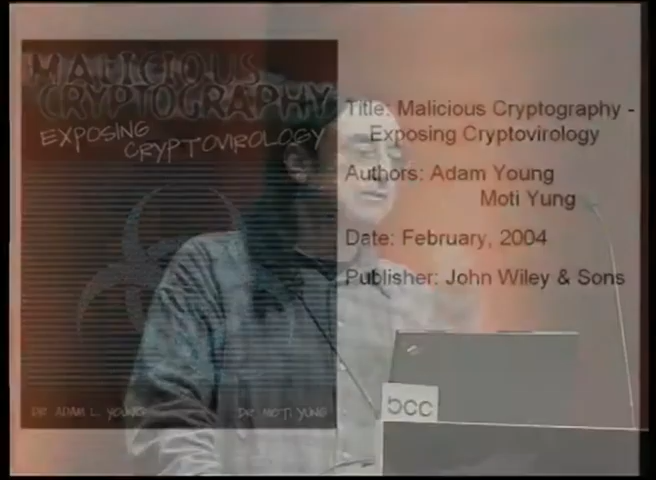 MALICIOUS
CRYPTOGRAPHY
EXPOSING
CRYPTOVIROLOGY
Title: Malicious Cryptography -
Exposing Cryptovirology
Authors: Adam Young
Moti Yung
Date: February, 2004
Publisher: John Wiley & Sons
DR. ADAM L. YOUNG
DR. MOTI YUNG
bcc